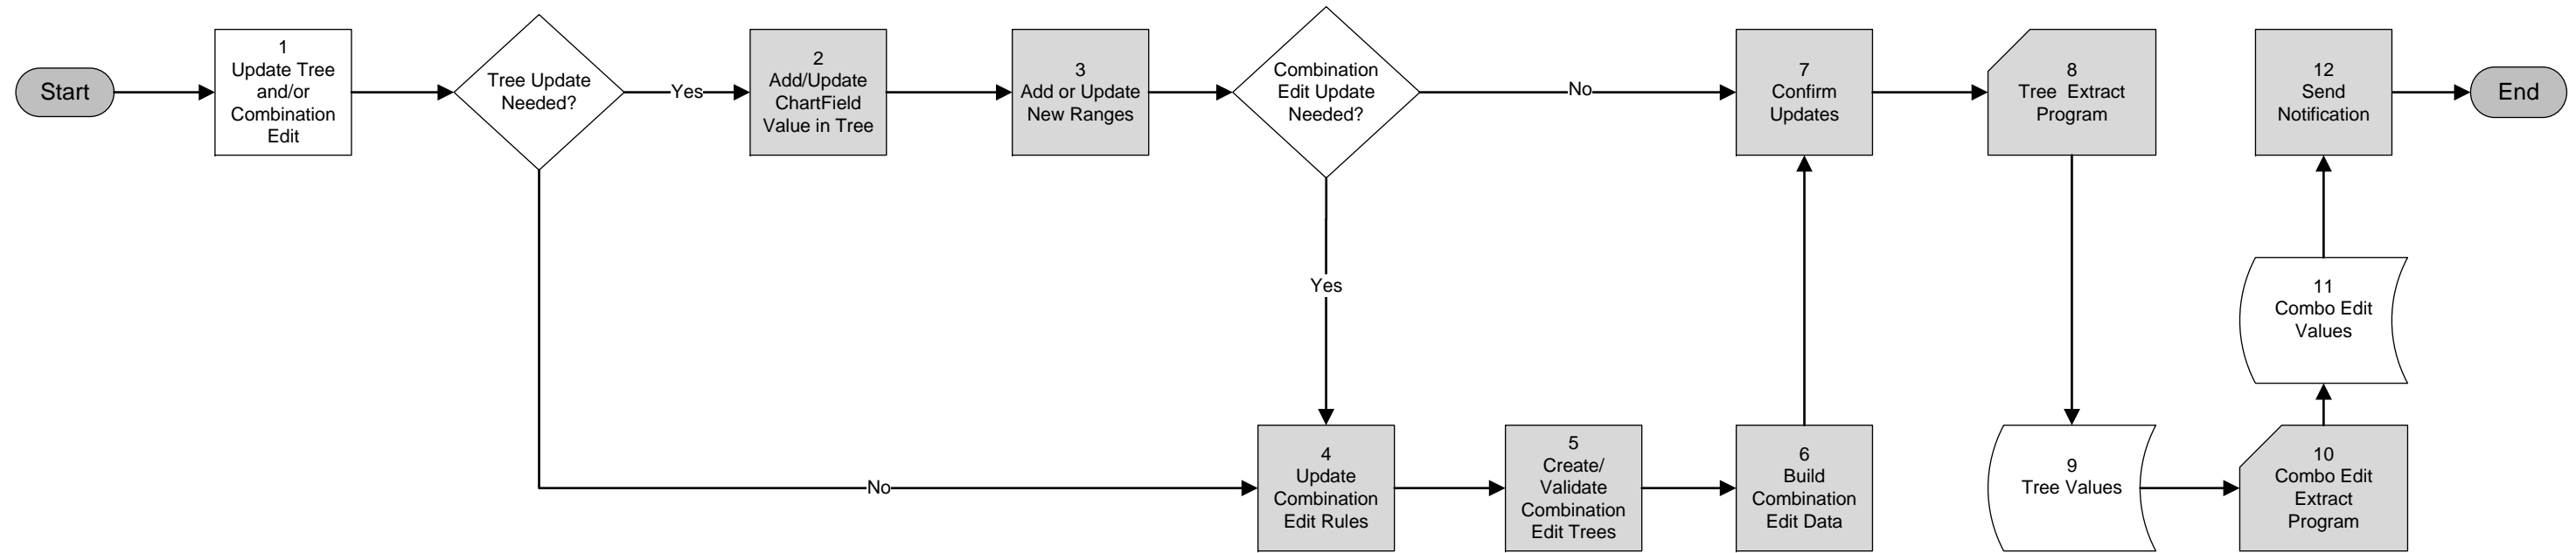 Start
1
Update Tree
and/or
Combination
Edit
Tree Update
Needed?
Yes
2
Add/Update
ChartField
Value in Tree
3
Add or Update
New Ranges
Combination
Edit Update
Needed?
No
7
Confirm
Updates
8
Tree Extract
Program
12
Send
Notification
End
Yes
11
Combo Edit
Values
No
4
Update
Combination
Edit Rules
5
Create/
Validate
Combination
Edit Trees
6
Build
Combination
Edit Data
9
Tree Values
10
Combo Edit
Extract
Program